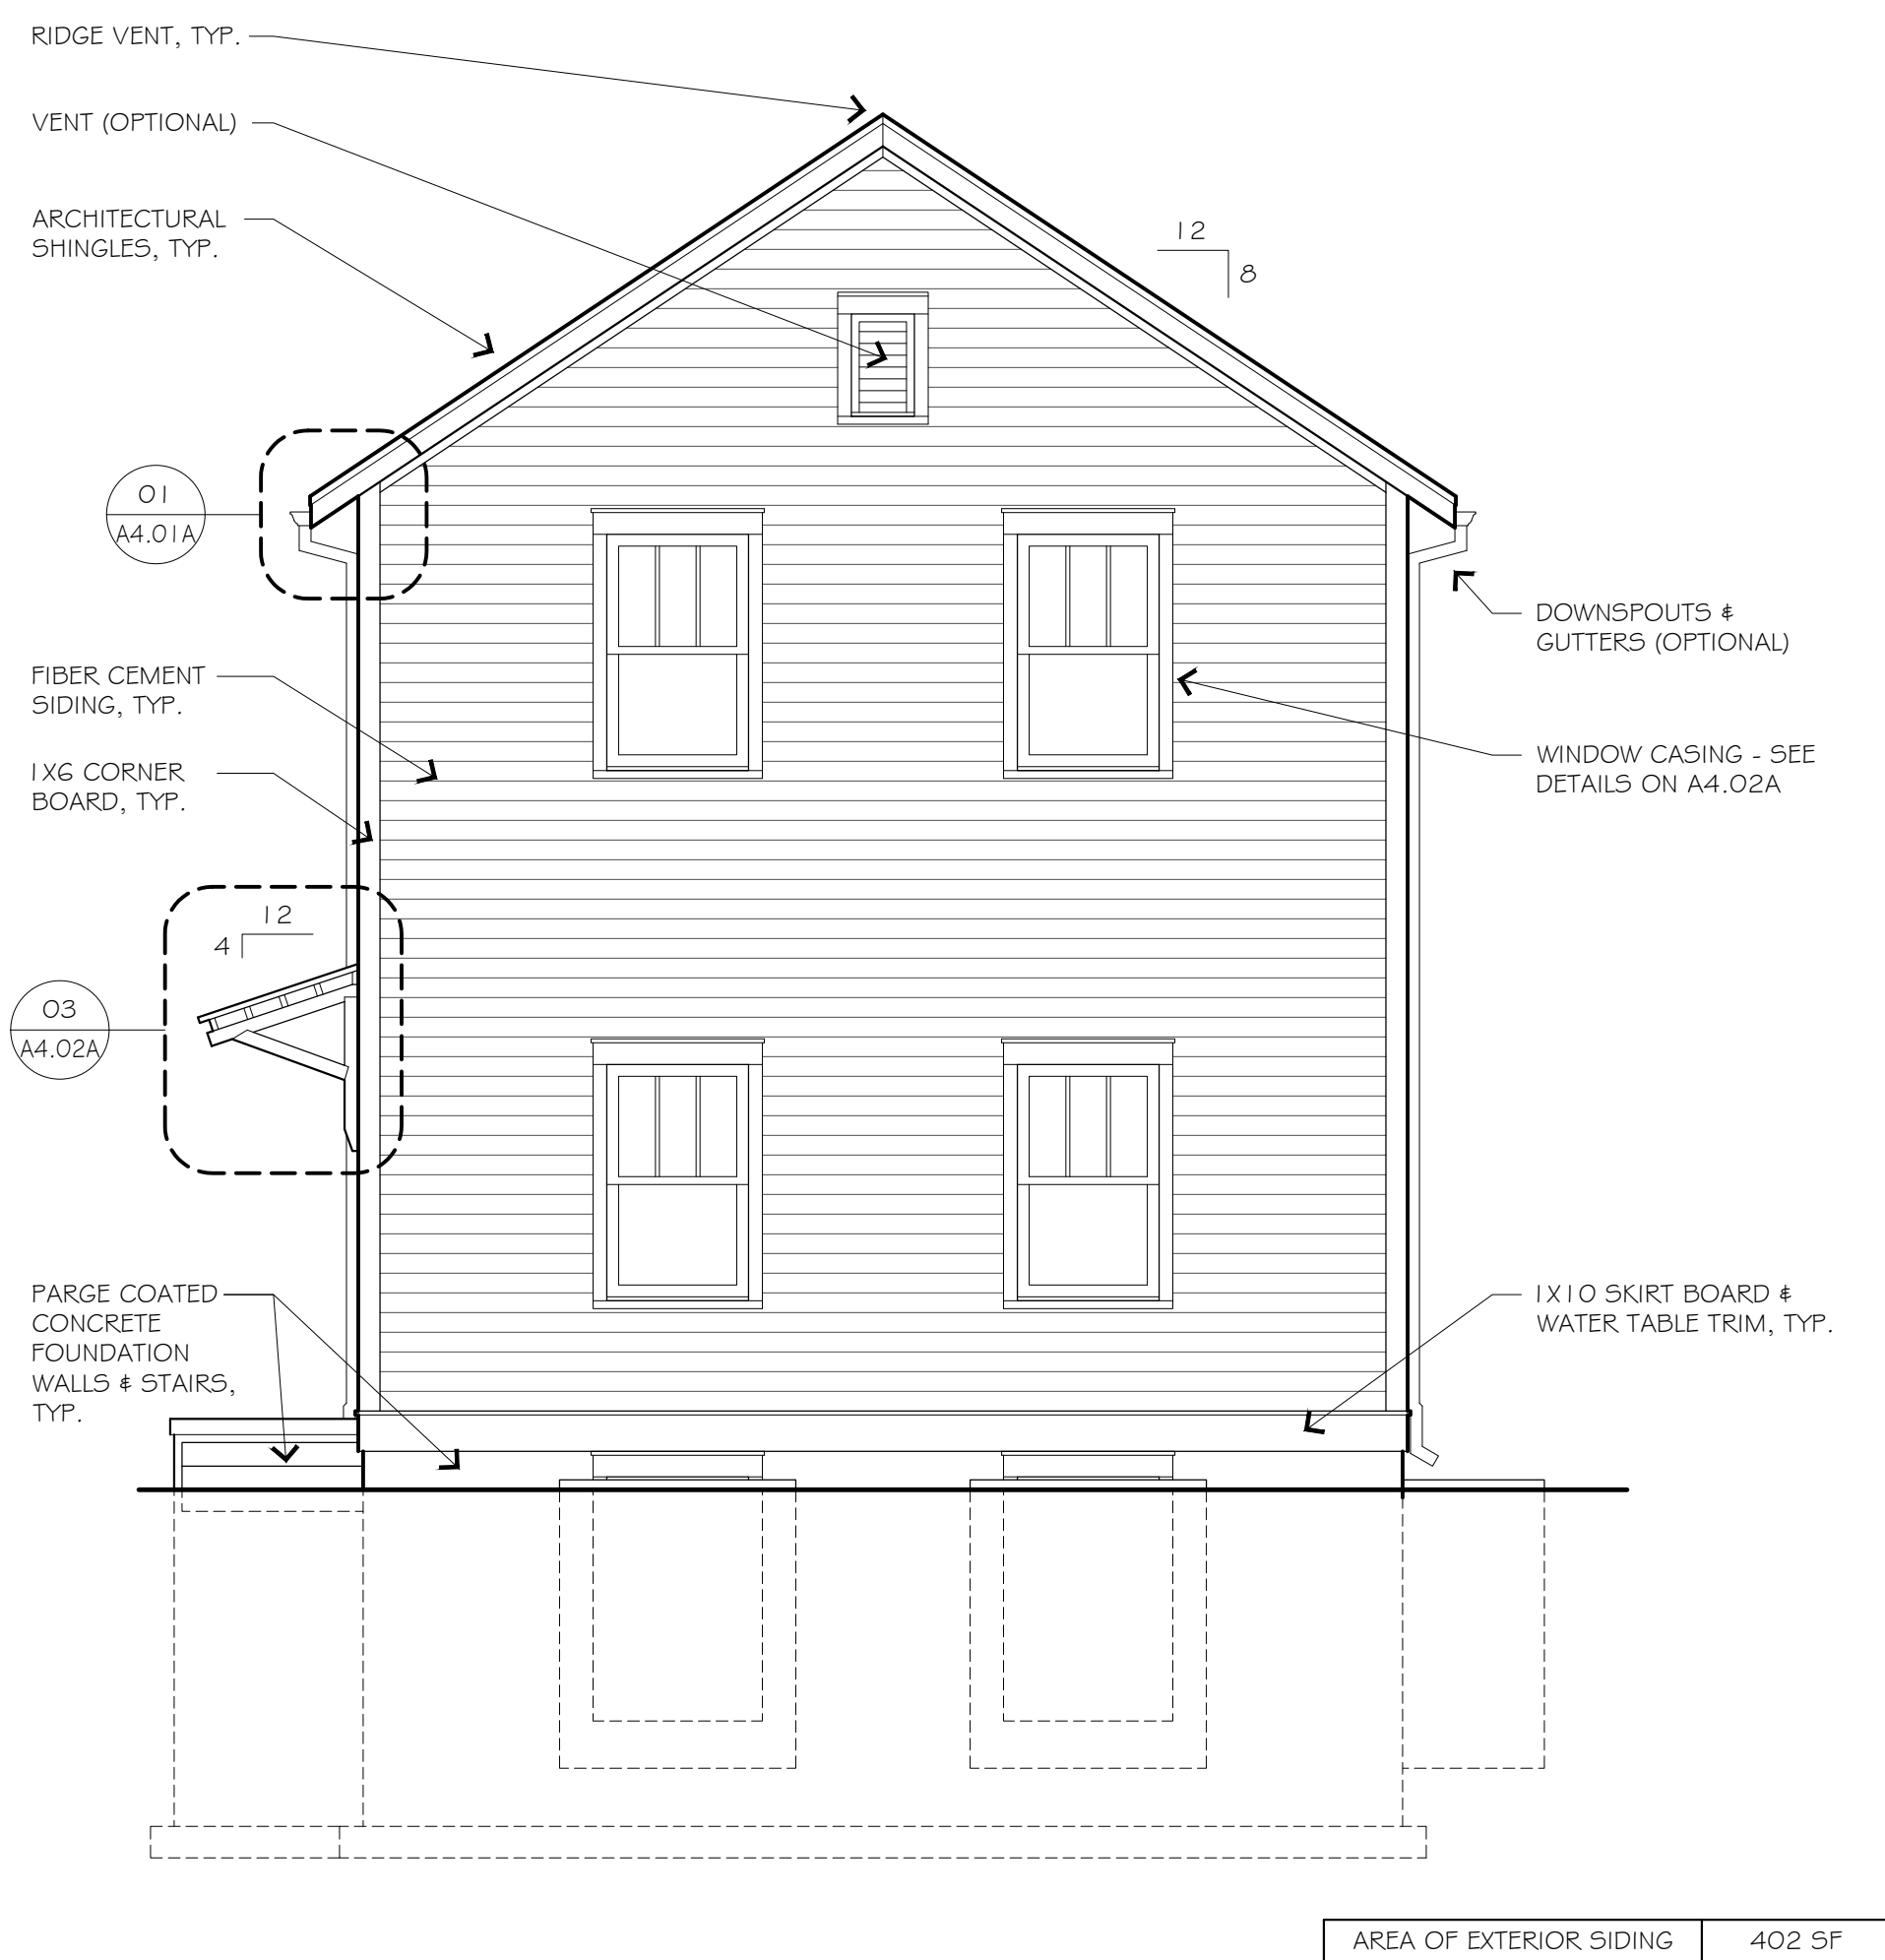 RIDGE VENT, TYP.
VENT (OPTIONAL)
ARCHITECTURAL
SHINGLES, TYP.
12
8
01
A4.01A
DOWNSPOUTS &
GUTTERS (OPTIONAL)
FIBER CEMENT
SIDING, TYP.
WINDOW CASING - SEE
DETAILS ON A4.02A
1X6 CORNER
BOARD, TYP.
12
4
03
A4.02A
PARGE COATED
CONCRETE
FOUNDATION
WALLS & STAIRS,
TYP.
1X10 SKIRT BOARD &
WATER TABLE TRIM, TYP.
AREA OF EXTERIOR SIDING
402 SF